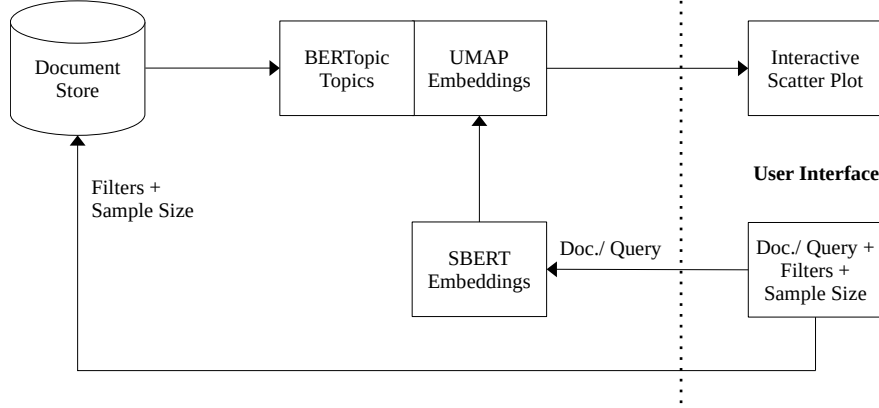 Document
Store
BERTopic
Topics
UMAP
Embeddings
Interactive
Scatter Plot
User Interface
Filters +
Sample Size
SBERT
Embeddings
Doc./ Query
Doc./ Query +
Filters +
Sample Size